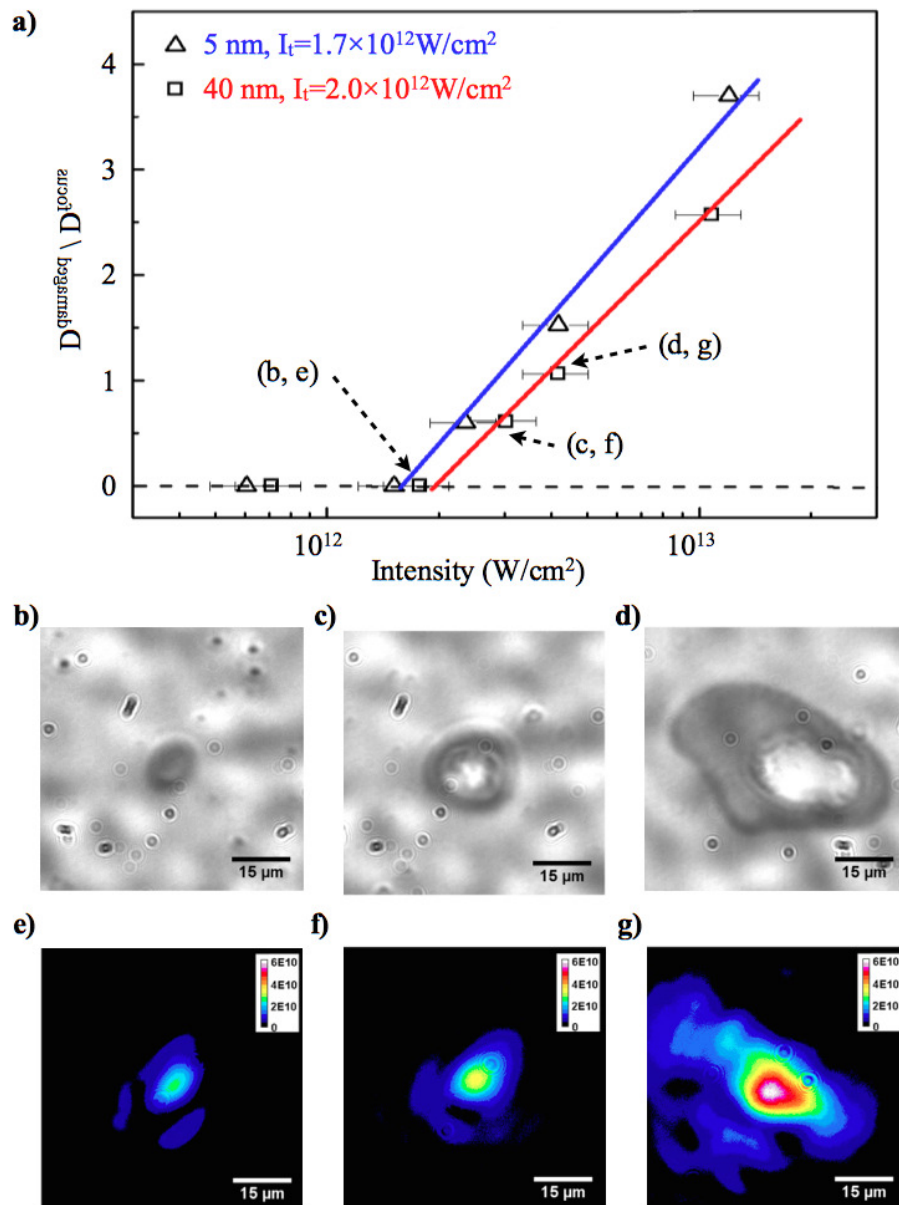 a)
5 nm, Iₜ=1.7×10¹²W/cm²
40 nm, Iₜ=2.0×10¹²W/cm²
4
3
2
1
0
Ddamaged / Dfocus
(b, e)
(d, g)
(c, f)
10¹²
10¹³
Intensity (W/cm²)
b)
c)
d)
15 µm
15 µm
15 µm
e)
f)
g)
6E10
4E10
2E10
0
6E10
4E10
2E10
0
6E10
4E10
2E10
0
15 µm
15 µm
15 µm